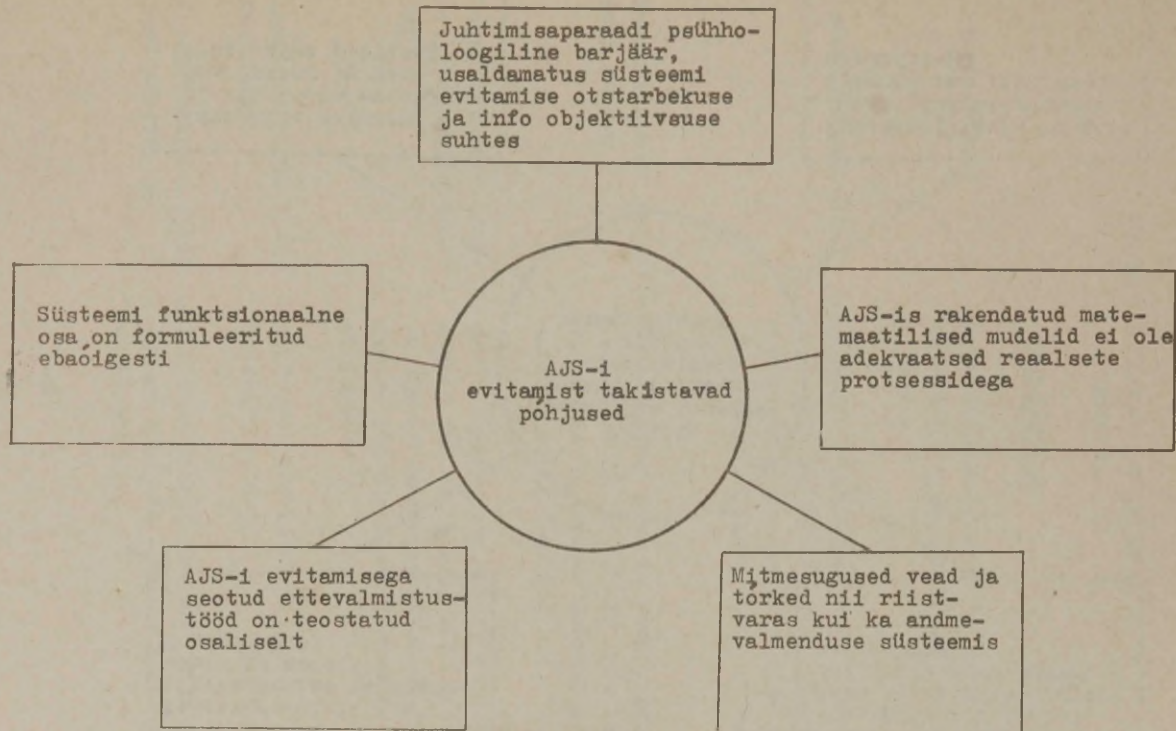 Juhtimisaparaadi psühho-
loogiline barjäär,
usaldamatus süsteemi
evitamise otstarbekuse
ja info objektiivsuse
suhtes
Süsteemi funktsionaalne
osa on formuleeritud
ebaõigesti
AJS-i
evitamist takistavad
põhjused
AJS-is rakendatud mate-
maatilised mudelid ei ole
adekvaatsed reaalsete
protsessidega
AJS-i evitamisega
seotud ettevalmistus-
tööd on teostatud
osaliselt
Mitmesugused vead ja
tõrked nii riist-
varas kui ka andme-
valmenduse süsteemis